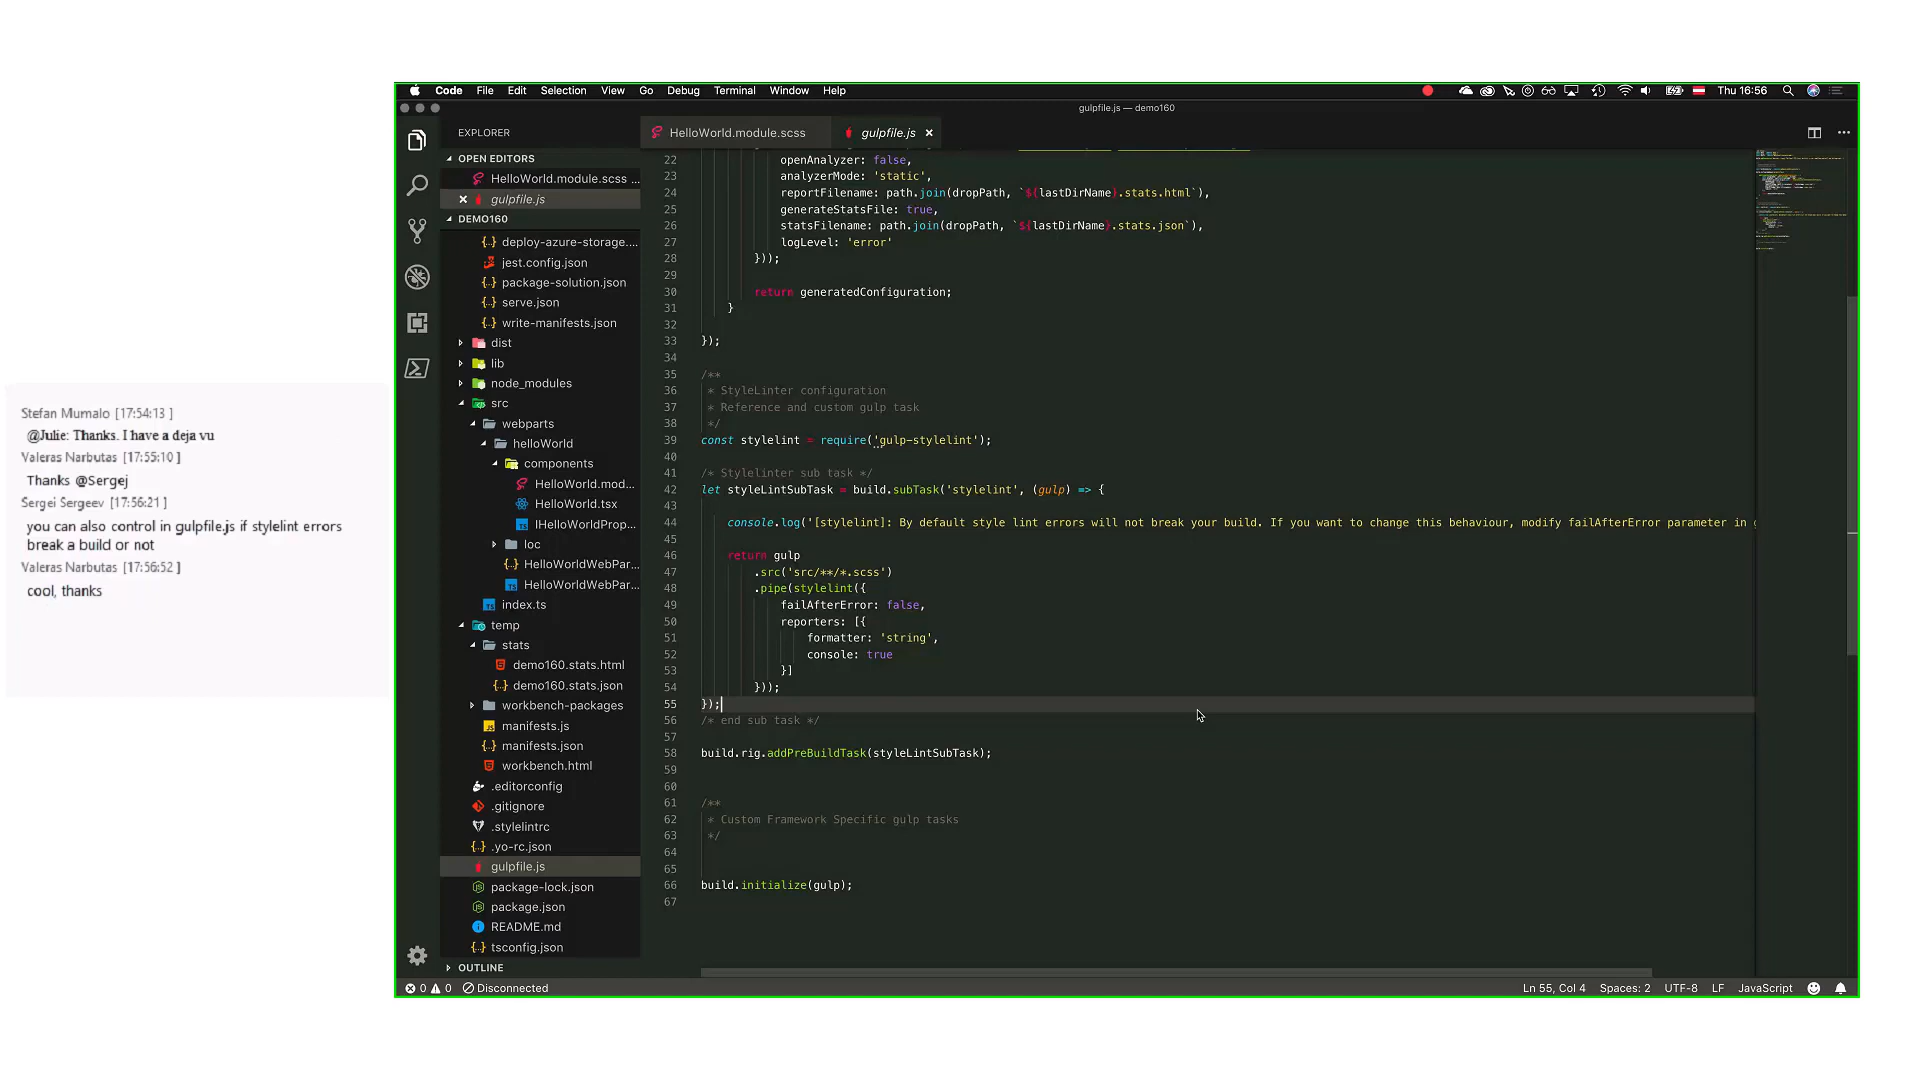 Code File Edit Selection View Go Debug Terminal Window Help
Thu 16:56
gulpfile.js — demo160
EXPLORER
OPEN EDITORS
HelloWorld.module.scss ...
gulpfile.js
DEMO160
deploy-azure-storage....
jest.config.json
package-solution.json
serve.json
write-manifests.json
dist
lib
node_modules
src
webparts
helloWorld
components
HelloWorld.mod...
HelloWorld.tsx
IHelloWorldProp...
loc
HelloWorldWebPar...
HelloWorldWebPar...
index.ts
temp
stats
demo160.stats.html
demo160.stats.json
workbench-packages
manifests.js
manifests.json
workbench.html
.editorconfig
.gitignore
.stylelintrc
.yo-rc.json
gulpfile.js
package-lock.json
package.json
README.md
tsconfig.json
OUTLINE
HelloWorld.module.scss
gulpfile.js
22 openAnalyzer: false,
23 analyzerMode: 'static',
24 reportFilename: path.join(dropPath, `${lastDirName}.stats.html`),
25 generateStatsFile: true,
26 statsFilename: path.join(dropPath, `${lastDirName}.stats.json`),
27 logLevel: 'error'
28 }));
29
30 return generatedConfiguration;
31 }
32
33 });
34
35 /**
36 * StyleLinter configuration
37 * Reference and custom gulp task
38 */
39 const stylelint = require('gulp-stylelint');
40
41 /* Stylelinter sub task */
42 let styleLintSubTask = build.subTask('stylelint', (gulp) => {
43
44 console.log('[stylelint]: By default style lint errors will not break your build. If you want to change this behaviour, modify failAfterError parameter in g
45
46 return gulp
47 .src('src/**/*.scss')
48 .pipe(stylelint({
49 failAfterError: false,
50 reporters: [{
51 formatter: 'string',
52 console: true
53 }]
54 }));
55 });
56 /* end sub task */
57
58 build.rig.addPreBuildTask(styleLintSubTask);
59
60
61 /**
62 * Custom Framework Specific gulp tasks
63 */
64
65
66 build.initialize(gulp);
67
0 0 Disconnected
Ln 55, Col 4 Spaces: 2 UTF-8 LF JavaScript
Stefan Mumalo [17:54:13 ]
@Julie: Thanks. I have a deja vu
Valeras Narbutas [17:55:10 ]
Thanks @Sergej
Sergei Sergeev [17:56:21 ]
you can also control in gulpfile.js if stylelint errors
break a build or not
Valeras Narbutas [17:56:52 ]
cool, thanks